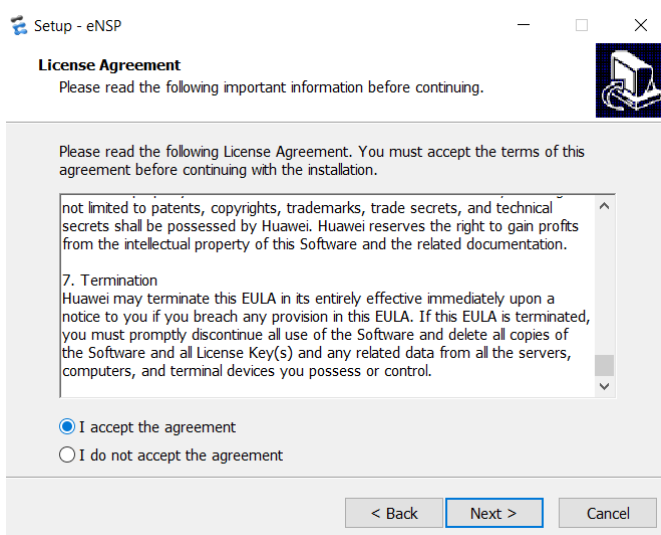 Setup - eNSP
License Agreement
Please read the following important information before continuing.
Please read the following License Agreement. You must accept the terms of this
agreement before continuing with the installation.
not limited to patents, copyrights, trademarks, trade secrets, and technical
secrets shall be possessed by Huawei. Huawei reserves the right to gain profits
from the intellectual property of this Software and the related documentation.
7. Termination
Huawei may terminate this EULA in its entirely effective immediately upon a
notice to you if you breach any provision in this EULA. If this EULA is terminated,
you must promptly discontinue all use of the Software and delete all copies of
the Software and all License Key(s) and any related data from all the servers,
computers, and terminal devices you possess or control.
I accept the agreement
I do not accept the agreement
< Back
Next >
Cancel